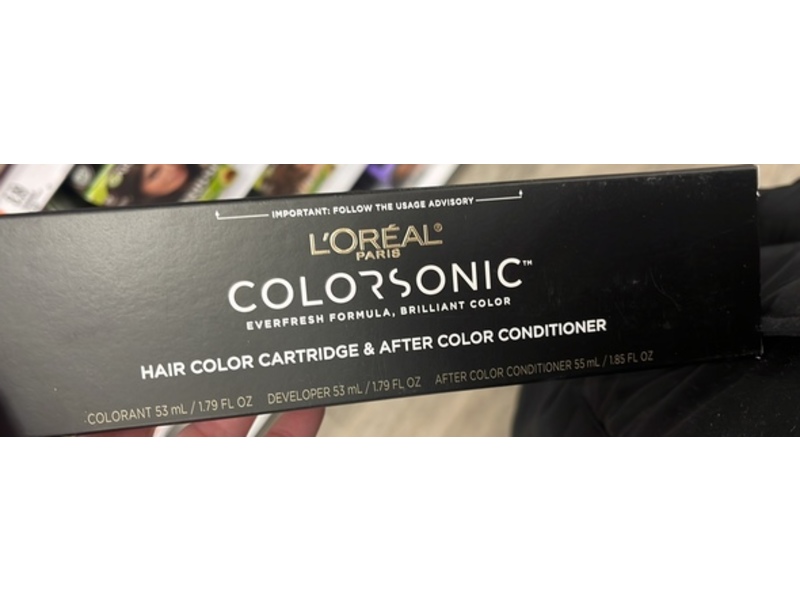 IMPORTANT: FOLLOW THE USAGE ADVISORY
L'ORÉAL®
PARIS
COLORSONIC™
EVERFRESH FORMULA, BRILLIANT COLOR
HAIR COLOR CARTRIDGE & AFTER COLOR CONDITIONER
COLORANT 53 mL / 1.79 FL OZ DEVELOPER 53 mL / 1.79 FL OZ AFTER COLOR CONDITIONER 55 mL / 1.85 FL OZ